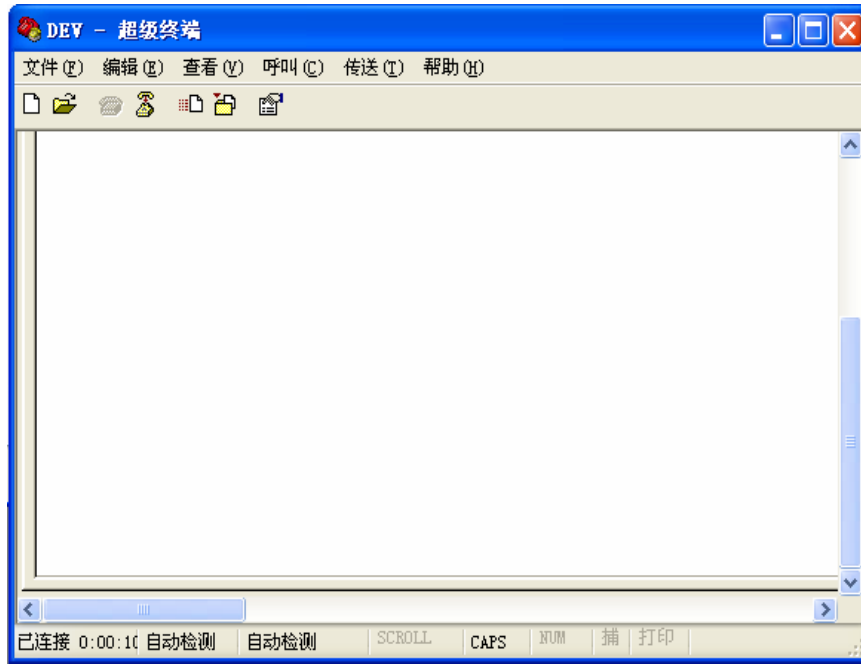 DEV - 超级终端
文件(F) 编辑(E) 查看(V) 呼叫(C) 传送(T) 帮助(H)
已连接 0:00:10 自动检测 自动检测 SCROLL CAPS NUM 捕 打印